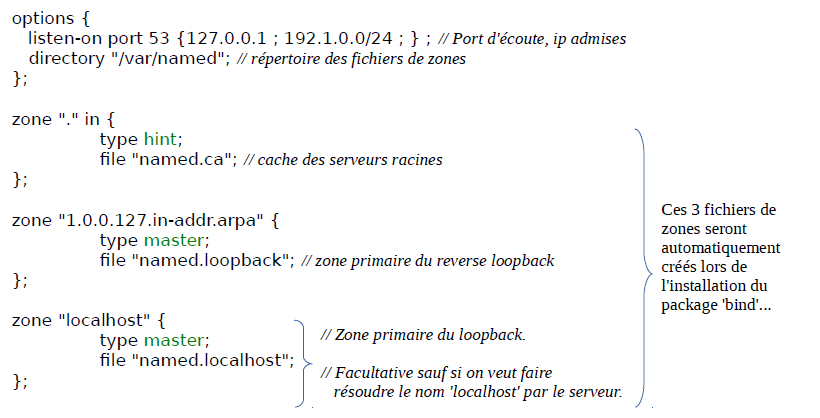 options {
listen-on port 53 {127.0.0.1 ; 192.1.0.0/24 ; } ; // Port d'écoute, ip admises
directory "/var/named"; // répertoire des fichiers de zones
};
zone "." in {
type hint;
file "named.ca"; // cache des serveurs racines
};
zone "1.0.0.127.in-addr.arpa" {
type master;
file "named.loopback"; // zone primaire du reverse loopback
};
zone "localhost" {
type master;
file "named.localhost";
};
// Zone primaire du loopback.
// Facultative sauf si on veut faire
résoudre le nom 'localhost' par le serveur.
Ces 3 fichiers de
zones seront
automatiquement
créés lors de
l'installation du
package 'bind'...